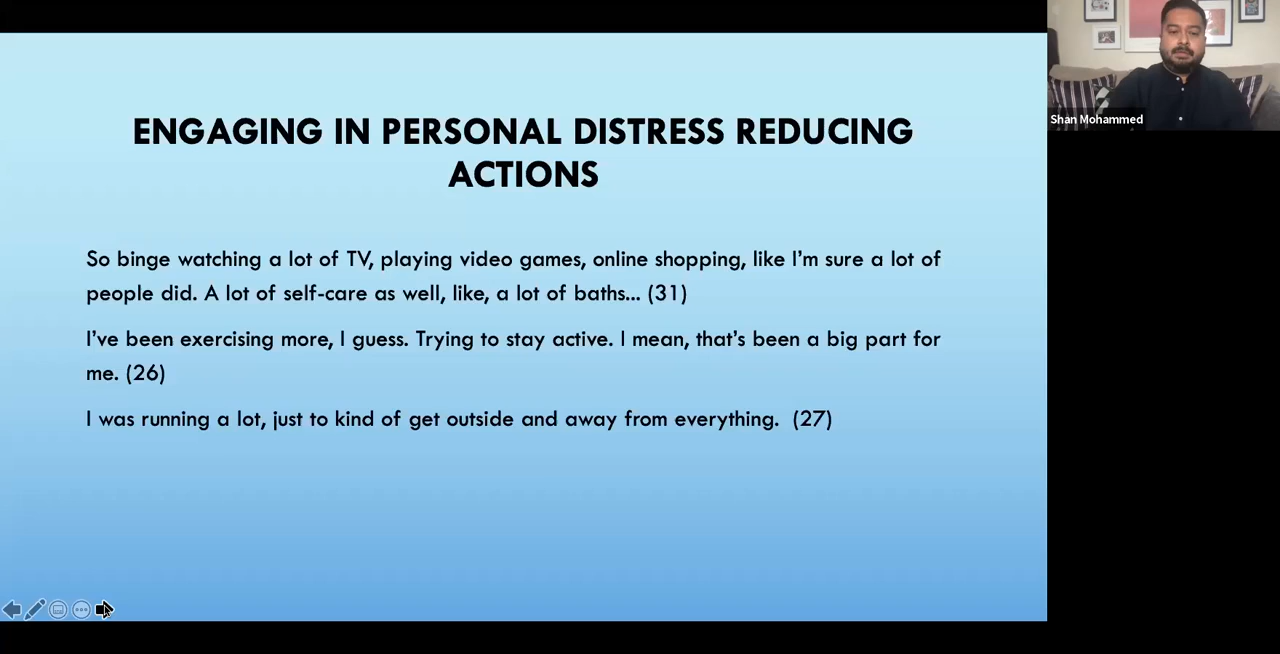 ENGAGING IN PERSONAL DISTRESS REDUCING
ACTIONS
So binge watching a lot of TV, playing video games, online shopping, like I’m sure a lot of
people did. A lot of self-care as well, like, a lot of baths... (31)
I’ve been exercising more, I guess. Trying to stay active. I mean, that’s been a big part for
me. (26)
I was running a lot, just to kind of get outside and away from everything.  (27)
Shan Mohammed